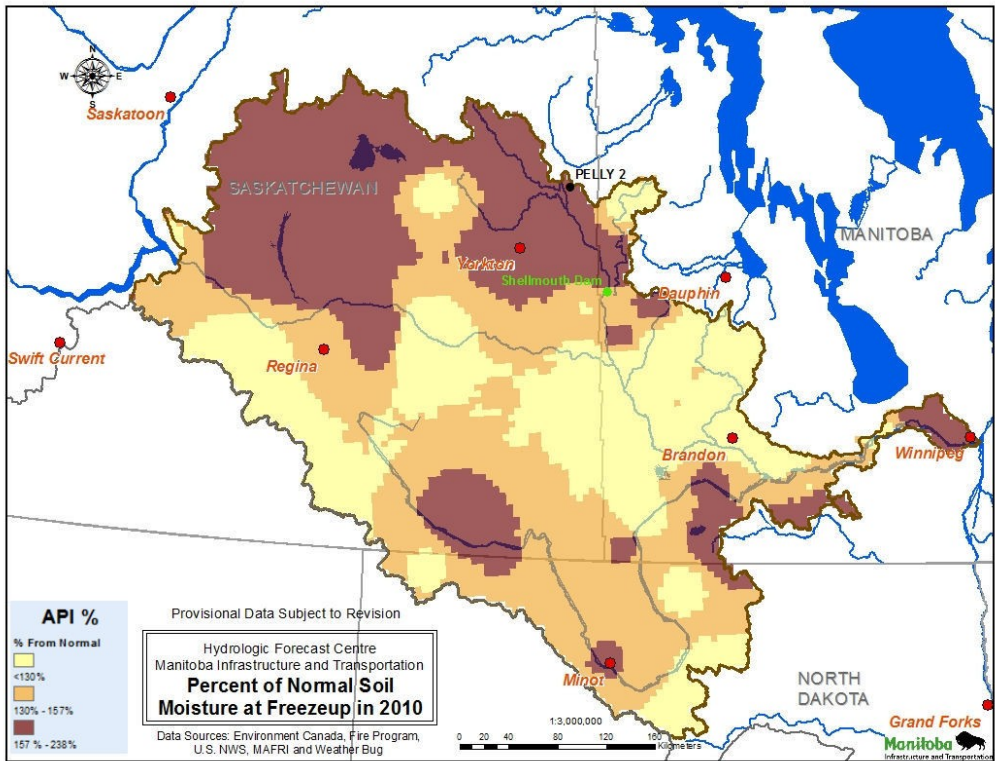 N
W E
S
Saskatoon
SASKATCHEWAN
PELLY 2
MANITOBA
Yorkton
Shellmouth Dam
Dauphin
Swift Current
Regina
Brandon
Winnipeg
API %
% From Normal
<130%
130% - 157%
157 % - 238%
Provisional Data Subject to Revision
Hydrologic Forecast Centre
Manitoba Infrastructure and Transportation
Percent of Normal Soil
Moisture at Freezeup in 2010
Data Sources: Environment Canada, Fire Program,
U.S. NWS, MAFRI and Weather Bug
Minot
NORTH
DAKOTA
1:3,000,000
0 20 40 80 120 160
Kilometers
Grand Forks
Manitoba
Infrastructure and Transportation